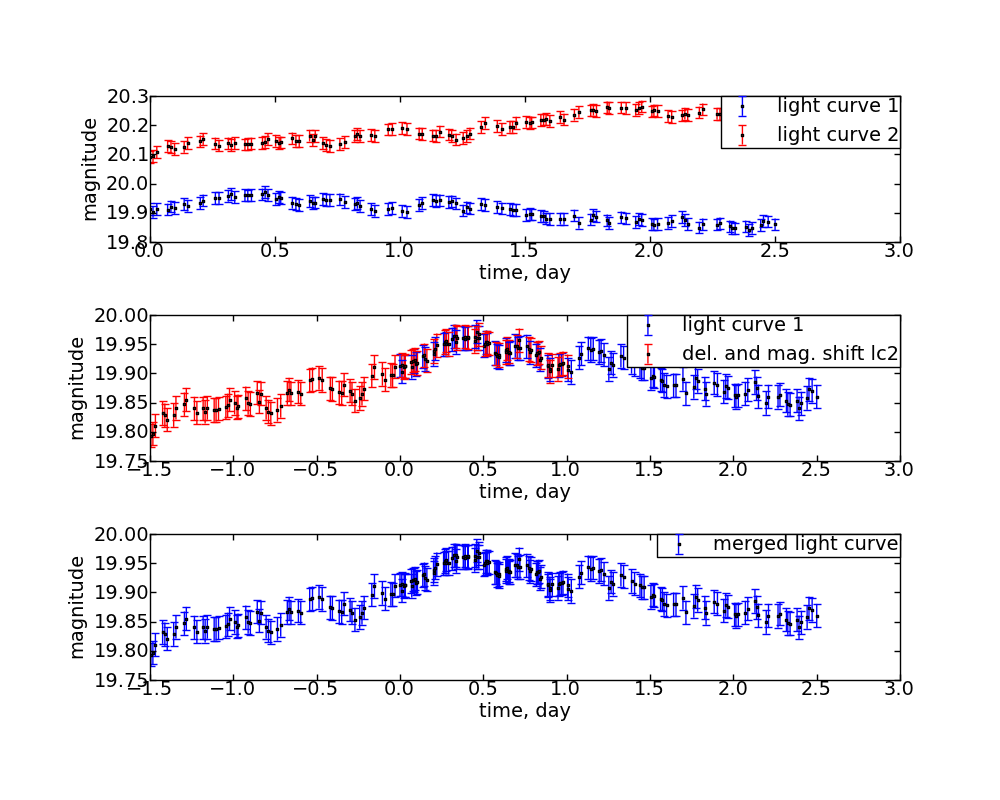 20.3
20.2
20.1
20.0
19.9
19.8
magnitude
light curve 1
light curve 2
0.0 0.5 1.0 1.5 2.0 2.5 3.0
time, day
20.00
19.95
19.90
19.85
19.80
19.75
magnitude
light curve 1
del. and mag. shift lc2
−1.5 −1.0 −0.5 0.0 0.5 1.0 1.5 2.0 2.5 3.0
time, day
20.00
19.95
19.90
19.85
19.80
19.75
magnitude
merged light curve
−1.5 −1.0 −0.5 0.0 0.5 1.0 1.5 2.0 2.5 3.0
time, day